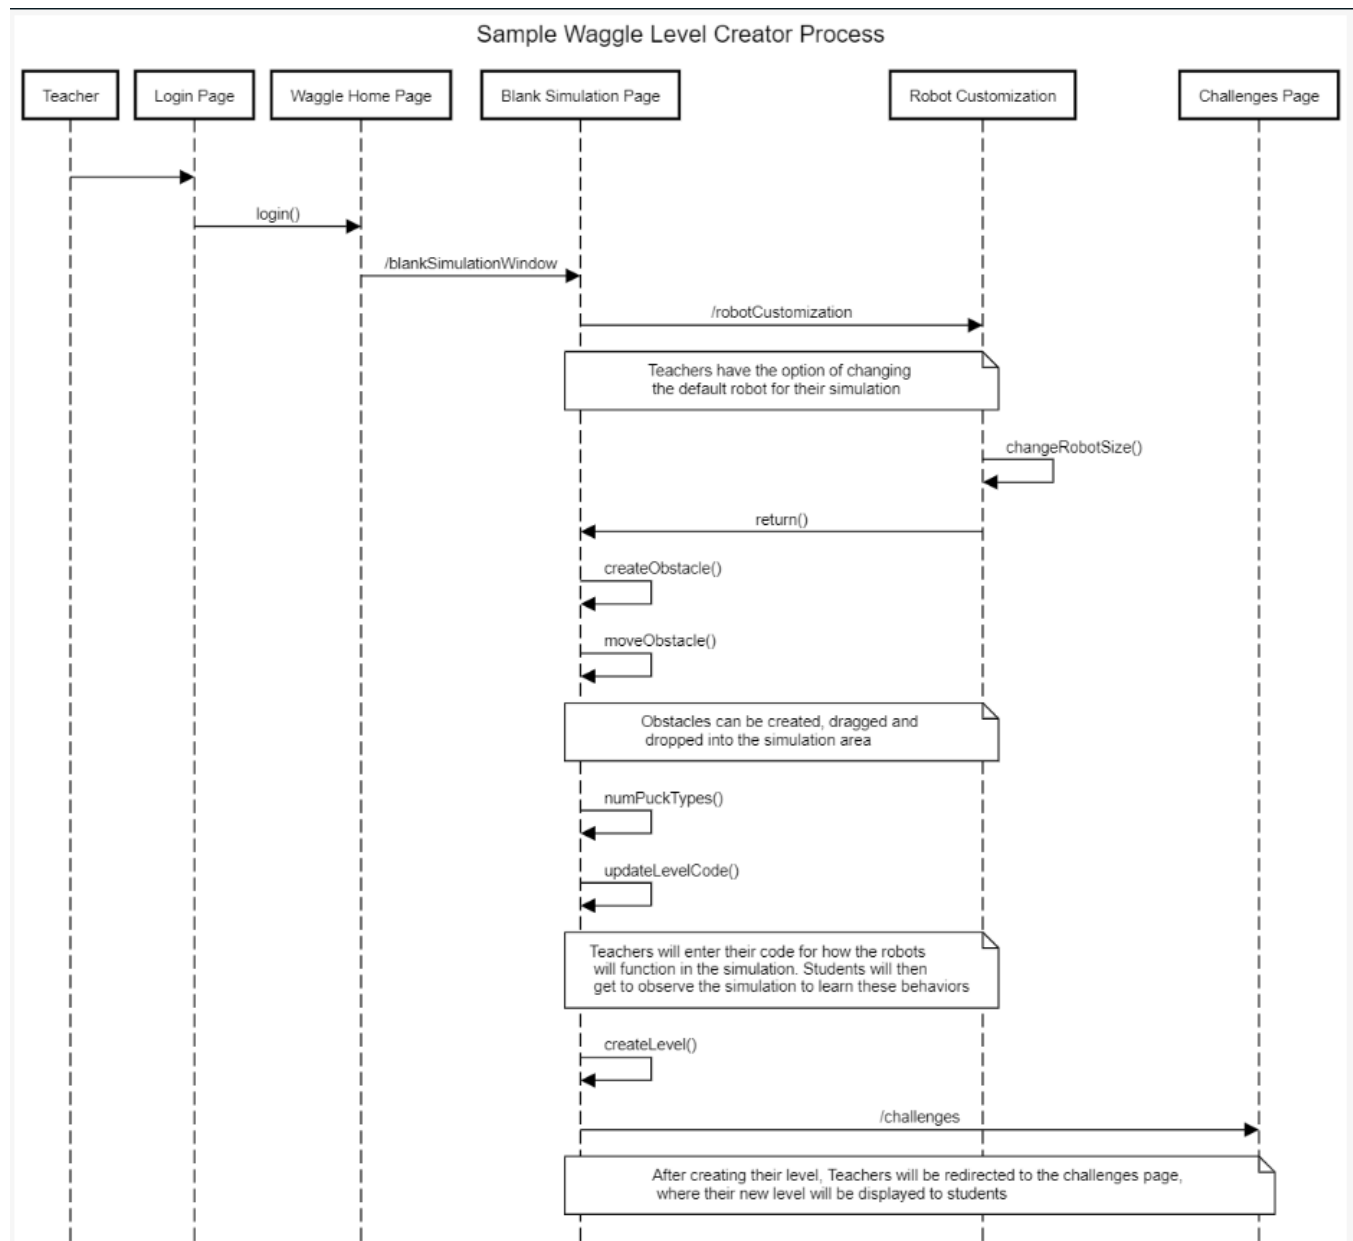 Sample Waggle Level Creator Process
Teacher
Login Page
Waggle Home Page
Blank Simulation Page
Robot Customization
Challenges Page
login()
/blankSimulationWindow
/robotCustomization
Teachers have the option of changing
the default robot for their simulation
changeRobotSize()
return()
createObstacle()
moveObstacle()
Obstacles can be created, dragged and
dropped into the simulation area
numPuckTypes()
updateLevelCode()
Teachers will enter their code for how the robots
will function in the simulation. Students will then
get to observe the simulation to learn these behaviors
createLevel()
/challenges
After creating their level, Teachers will be redirected to the challenges page,
where their new level will be displayed to students